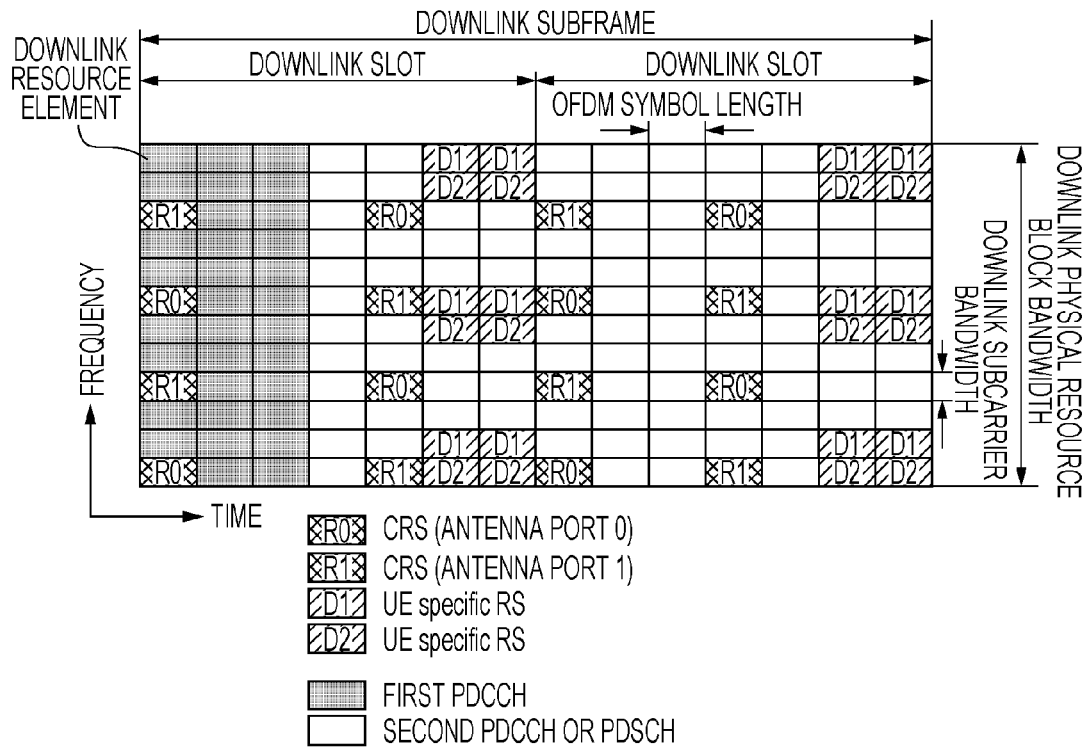 DOWNLINK SUBFRAME
DOWNLINK
RESOURCE
ELEMENT
DOWNLINK SLOT
DOWNLINK SLOT
OFDM SYMBOL LENGTH
D1 D1 D1 D1
D2 D2 D2 D2
R1 R0 R1 R0
R0 R1 D1 D1 R0 R1 D1 D1
D2 D2 D2 D2
R1 R0 R1 R0
D1 D1 D1 D1
R0 R1 D2 D2 R0 R1 D2 D2
FREQUENCY
TIME
DOWNLINK SUBCARRIER
BANDWIDTH
DOWNLINK PHYSICAL RESOURCE
BLOCK BANDWIDTH
R0 CRS (ANTENNA PORT 0)
R1 CRS (ANTENNA PORT 1)
D1 UE specific RS
D2 UE specific RS
FIRST PDCCH
SECOND PDCCH OR PDSCH